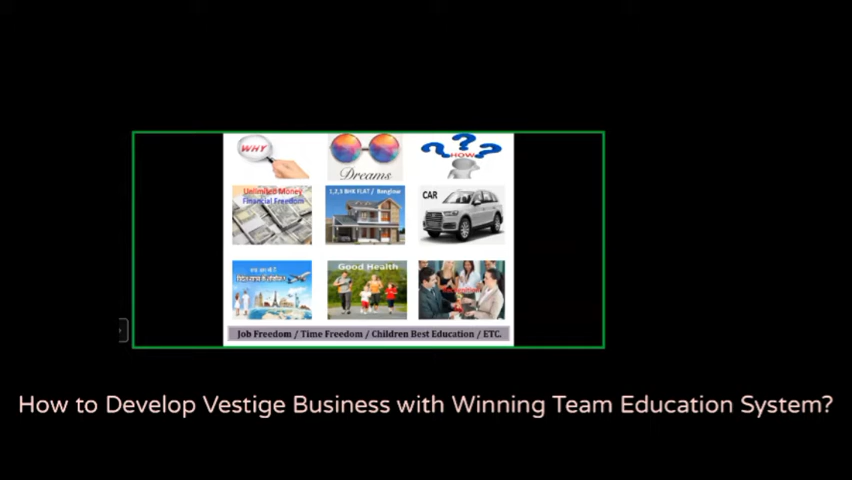 WHY
Dreams
HOW
Unlimited Money
Financial Freedom
1,2,3 BHK FLAT / Banglow
CAR
Good Health
Job Freedom / Time Freedom / Children Best Education / ETC.
How to Develop Vestige Business with Winning Team Education System?